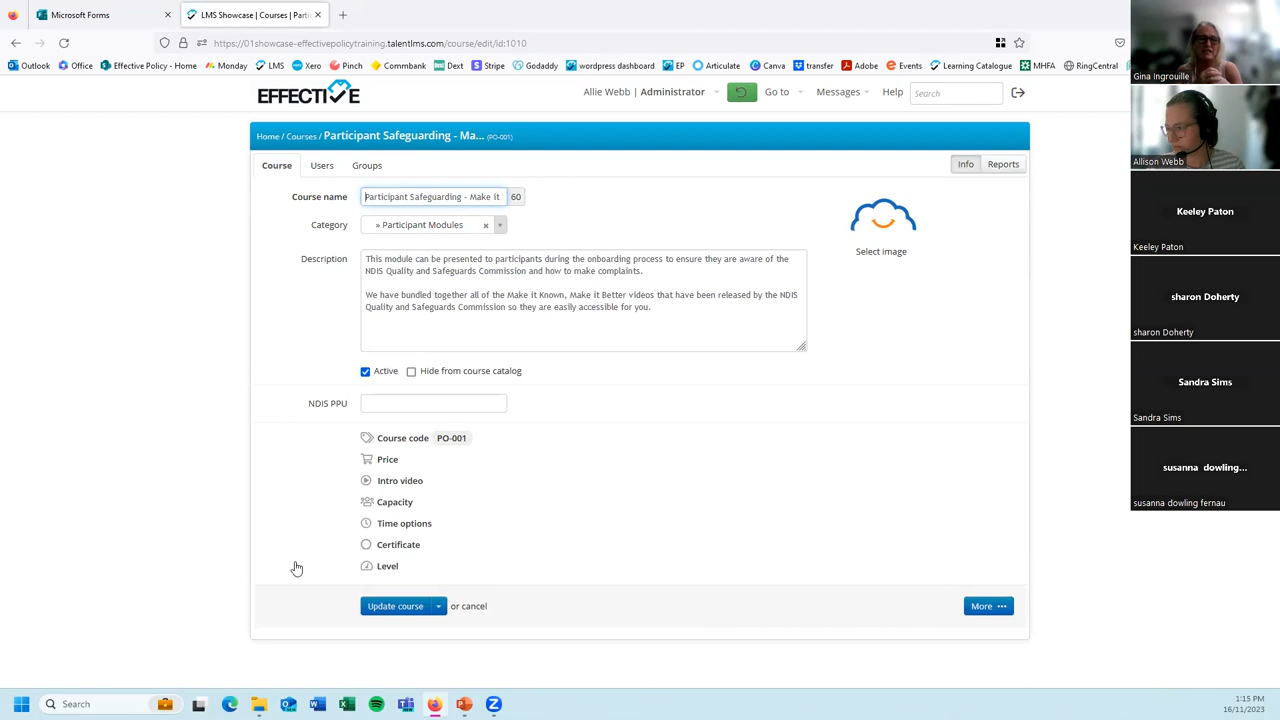 Microsoft Forms
LMS Showcase | Courses | Parti
https://01showcase-effectivepolicytraining.talentlms.com/course/edit/id:1010
Outlook Office Effective Policy - Home Monday LMS Xero Pinch Commbank Dext Stripe Godaddy wordpress dashboard EP Articulate Canva transfer Adobe Events Learning Catalogue MHFA RingCentral
EFFECTIVE
Allie Webb | Administrator Go to Messages Help Search
Home / Courses / Participant Safeguarding - Ma... (PO-001)
Course Users Groups Info Reports
Course name Participant Safeguarding - Make it 60
Category » Participant Modules
Select image
Description This module can be presented to participants during the onboarding process to ensure they are aware of the
NDIS Quality and Safeguards Commission and how to make complaints.
We have bundled together all of the Make it Known, Make it Better videos that have been released by the NDIS
Quality and Safeguards Commission so they are easily accessible for you.
Active Hide from course catalog
NDIS PPU
Course code PO-001
Price
Intro video
Capacity
Time options
Certificate
Level
Update course or cancel More
Gina Ingrouille
Allison Webb
Keeley Paton
Keeley Paton
sharon Doherty
sharon Doherty
Sandra Sims
Sandra Sims
susanna dowling...
susanna dowling fernau
Search
1:15 PM
16/11/2023